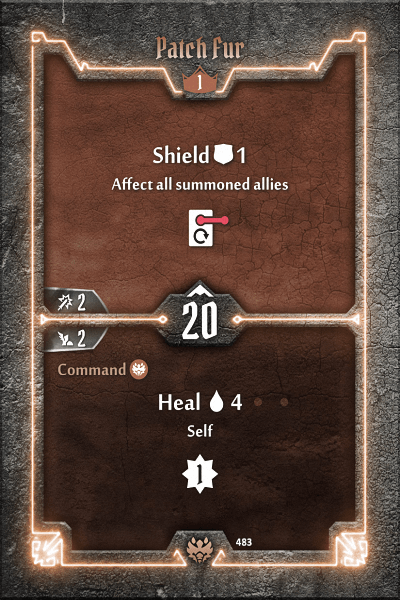 Patch Fur
1
Shield 1
Affect all summoned allies
2
20
2
Command
Heal 4
Self
1
483